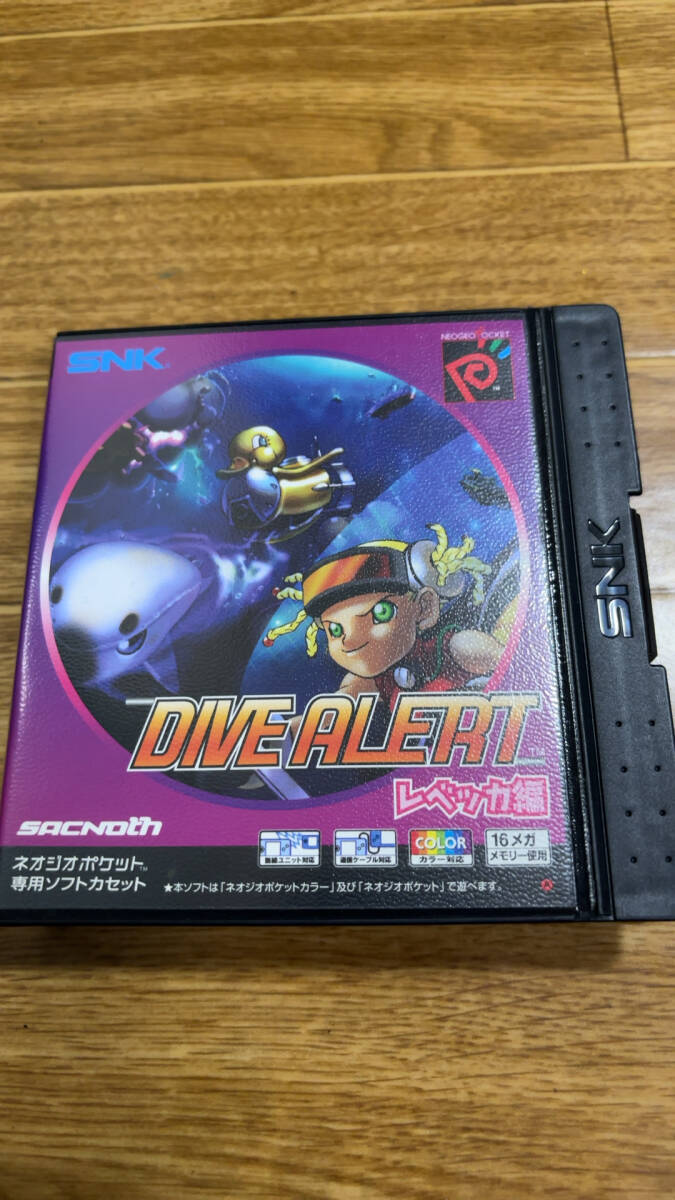 SNK
NEOGEO POCKET
TM
DIVE ALERT
TM
レベッカ編
SACNOTH
無線ユニット対応
通信ケーブル対応
COLOR
カラー対応
16メガ
メモリー使用
ネオジオポケット™
専用ソフトカセット
★本ソフトは「ネオジオポケットカラー」及び「ネオジオポケット」で遊べます。
SNK